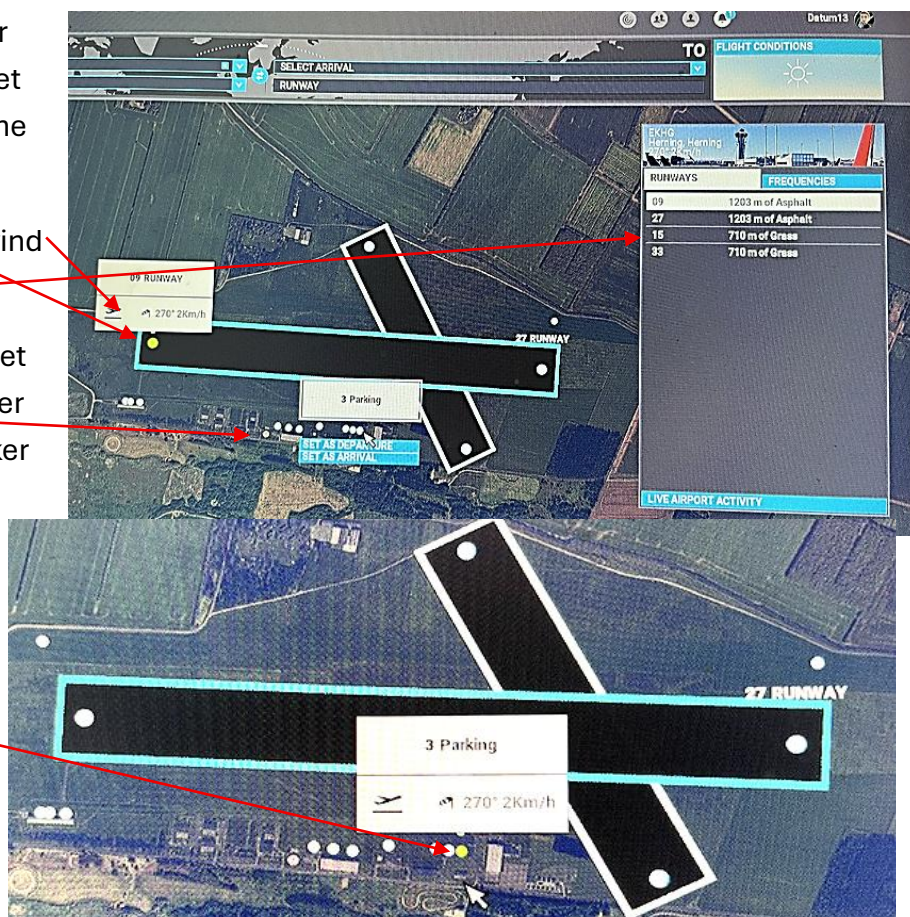 r
et
ne
ind
et
er
ker
Datum13
TO
SELECT ARRIVAL
RUNWAY
FLIGHT CONDITIONS
EKHG
Herning, Herning
270° 2Km/h
RUNWAYS
FREQUENCIES
09 1203 m of Asphalt
27 1203 m of Asphalt
15 710 m of Grass
33 710 m of Grass
LIVE AIRPORT ACTIVITY
09 RUNWAY
270° 2Km/h
27 RUNWAY
3 Parking
SET AS DEPARTURE
SET AS ARRIVAL
27 RUNWAY
3 Parking
270° 2Km/h